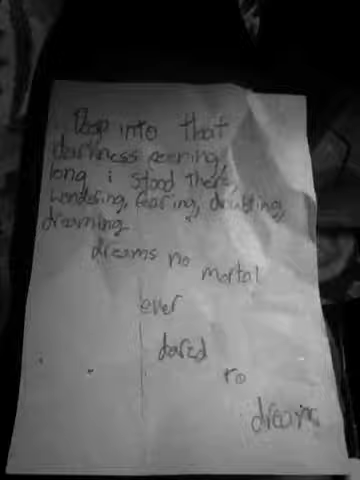 Deep into that
darkness peering,
long i stood there,
wondering, fearing, doubting,
dreaming
dreams no mortal
ever
dared
to
dream